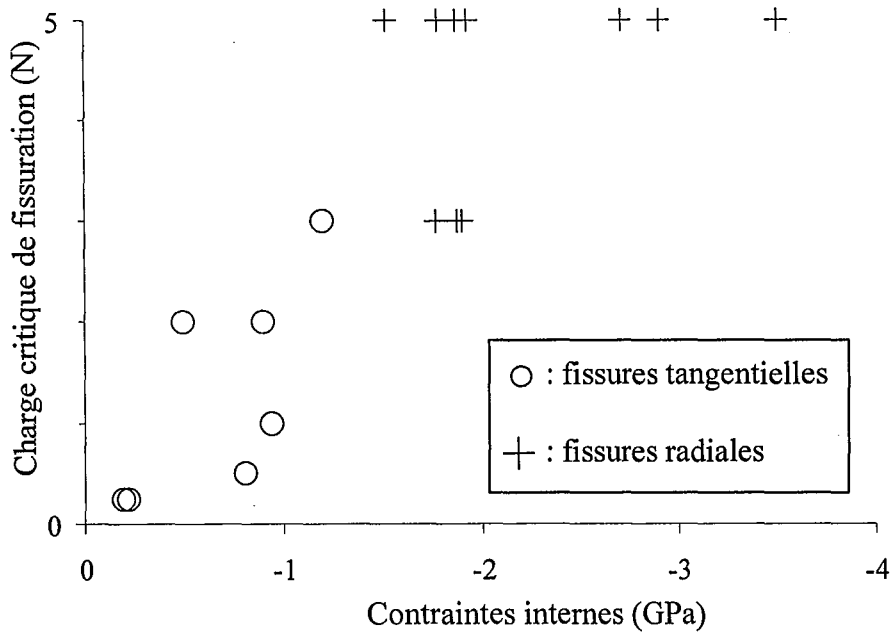 Charge critique de fissuration (N)
5
0
○ : fissures tangentielles
+ : fissures radiales
0 -1 -2 -3 -4
Contraintes internes (GPa)